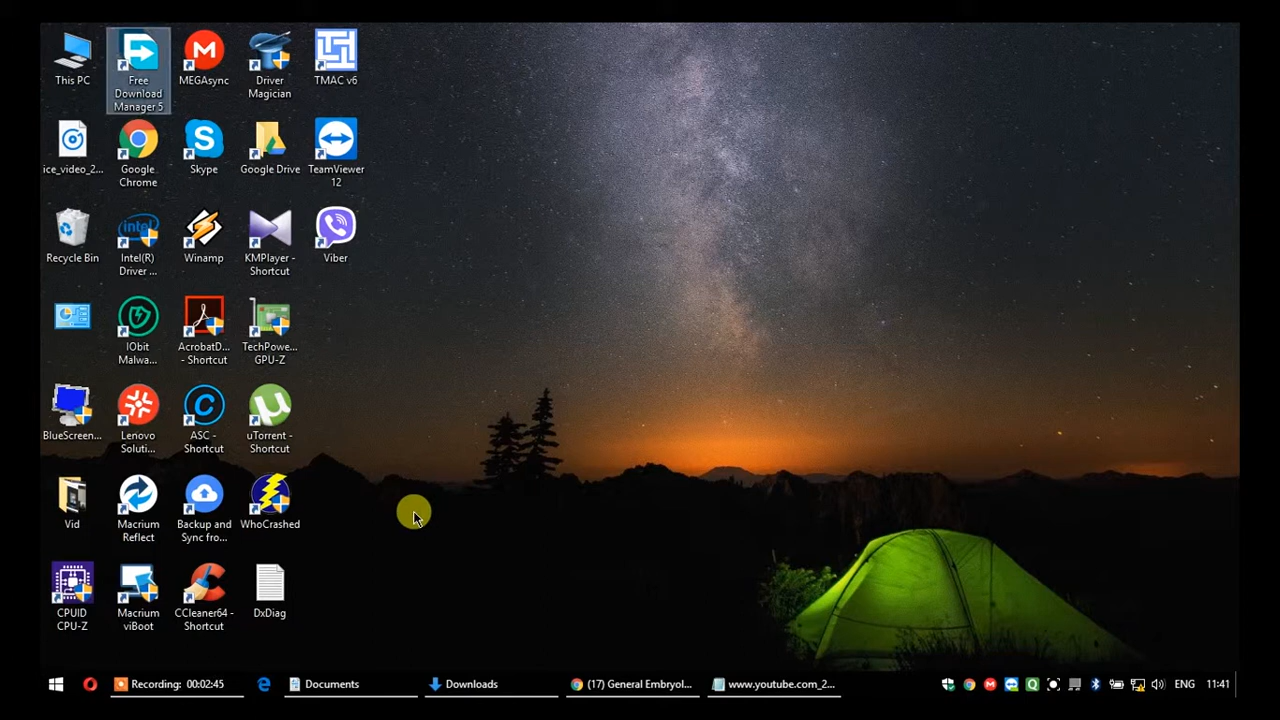 This PC
Free
Download
Manager 5
MEGAsync
Driver
Magician
TMAC v6
ice_video_2...
Google
Chrome
Skype
Google Drive
TeamViewer
12
Recycle Bin
intel
Intel(R)
Driver ...
Winamp
KMPlayer -
Shortcut
Viber
IObit
Malwa...
AcrobatD...
- Shortcut
TechPowe...
GPU-Z
BlueScreen...
Lenovo
Soluti...
ASC -
Shortcut
uTorrent -
Shortcut
Vid
Macrium
Reflect
Backup and
Sync fro...
WhoCrashed
CPUID
CPU-Z
Macrium
viBoot
CCleaner64 -
Shortcut
DxDiag
Recording: 00:02:45
Documents
Downloads
(17) General Embryol...
www.youtube.com_2...
ENG
11:41